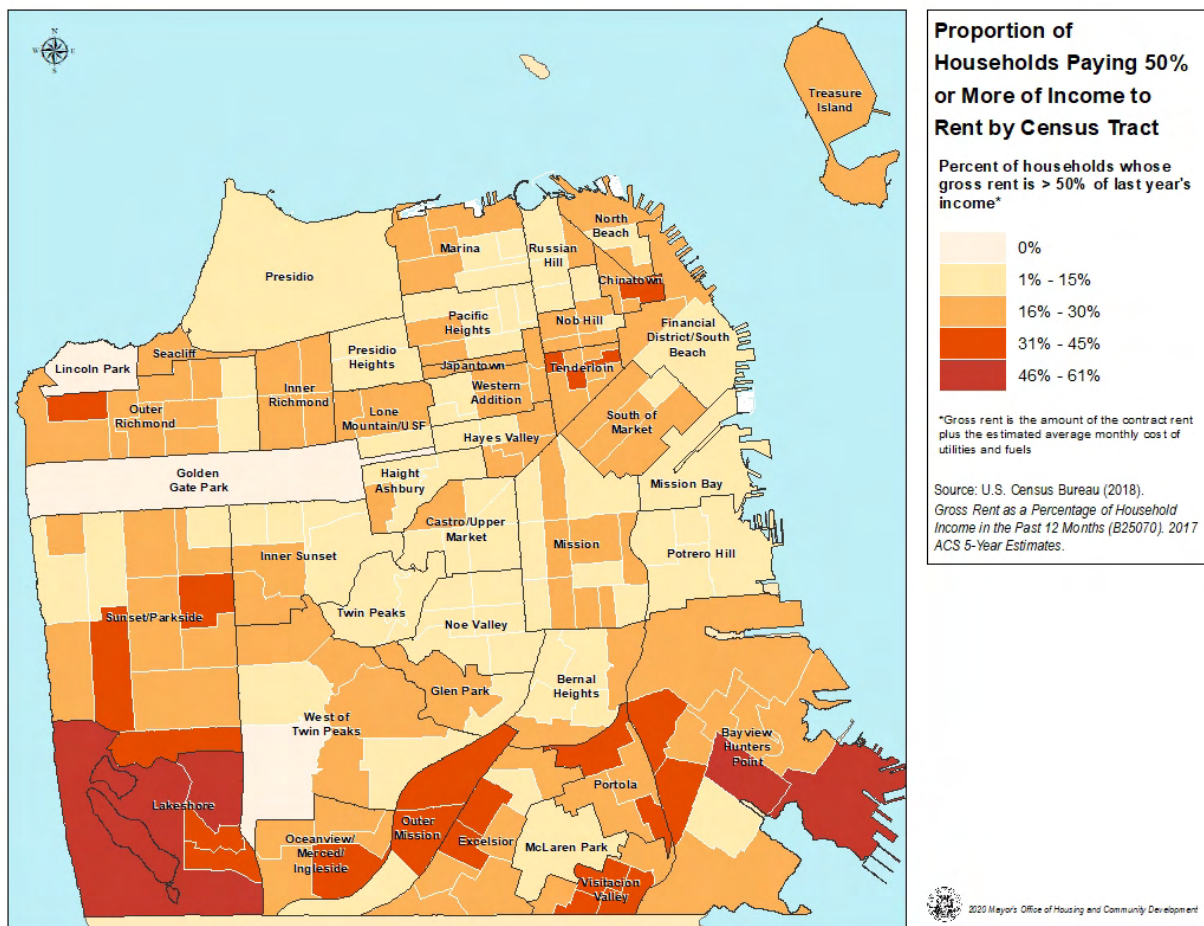 N
W E
S
Treasure
Island
North
Beach
Marina
Russian
Hill
Presidio
Chinatown
Pacific
Heights
Nob Hill
Financial
District/South
Beach
Seacliff
Presidio
Heights
Lincoln Park
Japantown
Tenderloin
Inner
Richmond
Western
Addition
Outer
Richmond
Lone
Mountain/USF
South of
Market
Hayes Valley
Golden
Gate Park
Haight
Ashbury
Mission Bay
Castro/Upper
Market
Inner Sunset
Mission
Potrero Hill
Sunset/Parkside
Twin Peaks
Noe Valley
Glen Park
Bernal
Heights
West of
Twin Peaks
Bayview
Hunters
Point
Portola
Lakeshore
Oceanview/
Merced/
Ingleside
Outer
Mission
Excelsior
McLaren Park
Visitacion
Valley
Proportion of
Households Paying 50%
or More of Income to
Rent by Census Tract
Percent of households whose
gross rent is > 50% of last year's
income*
0%
1% - 15%
16% - 30%
31% - 45%
46% - 61%
*Gross rent is the amount of the contract rent
plus the estimated average monthly cost of
utilities and fuels
Source: U.S. Census Bureau (2018).
Gross Rent as a Percentage of Household
Income in the Past 12 Months (B25070). 2017
ACS 5-Year Estimates.
2020 Mayor's Office of Housing and Community Development